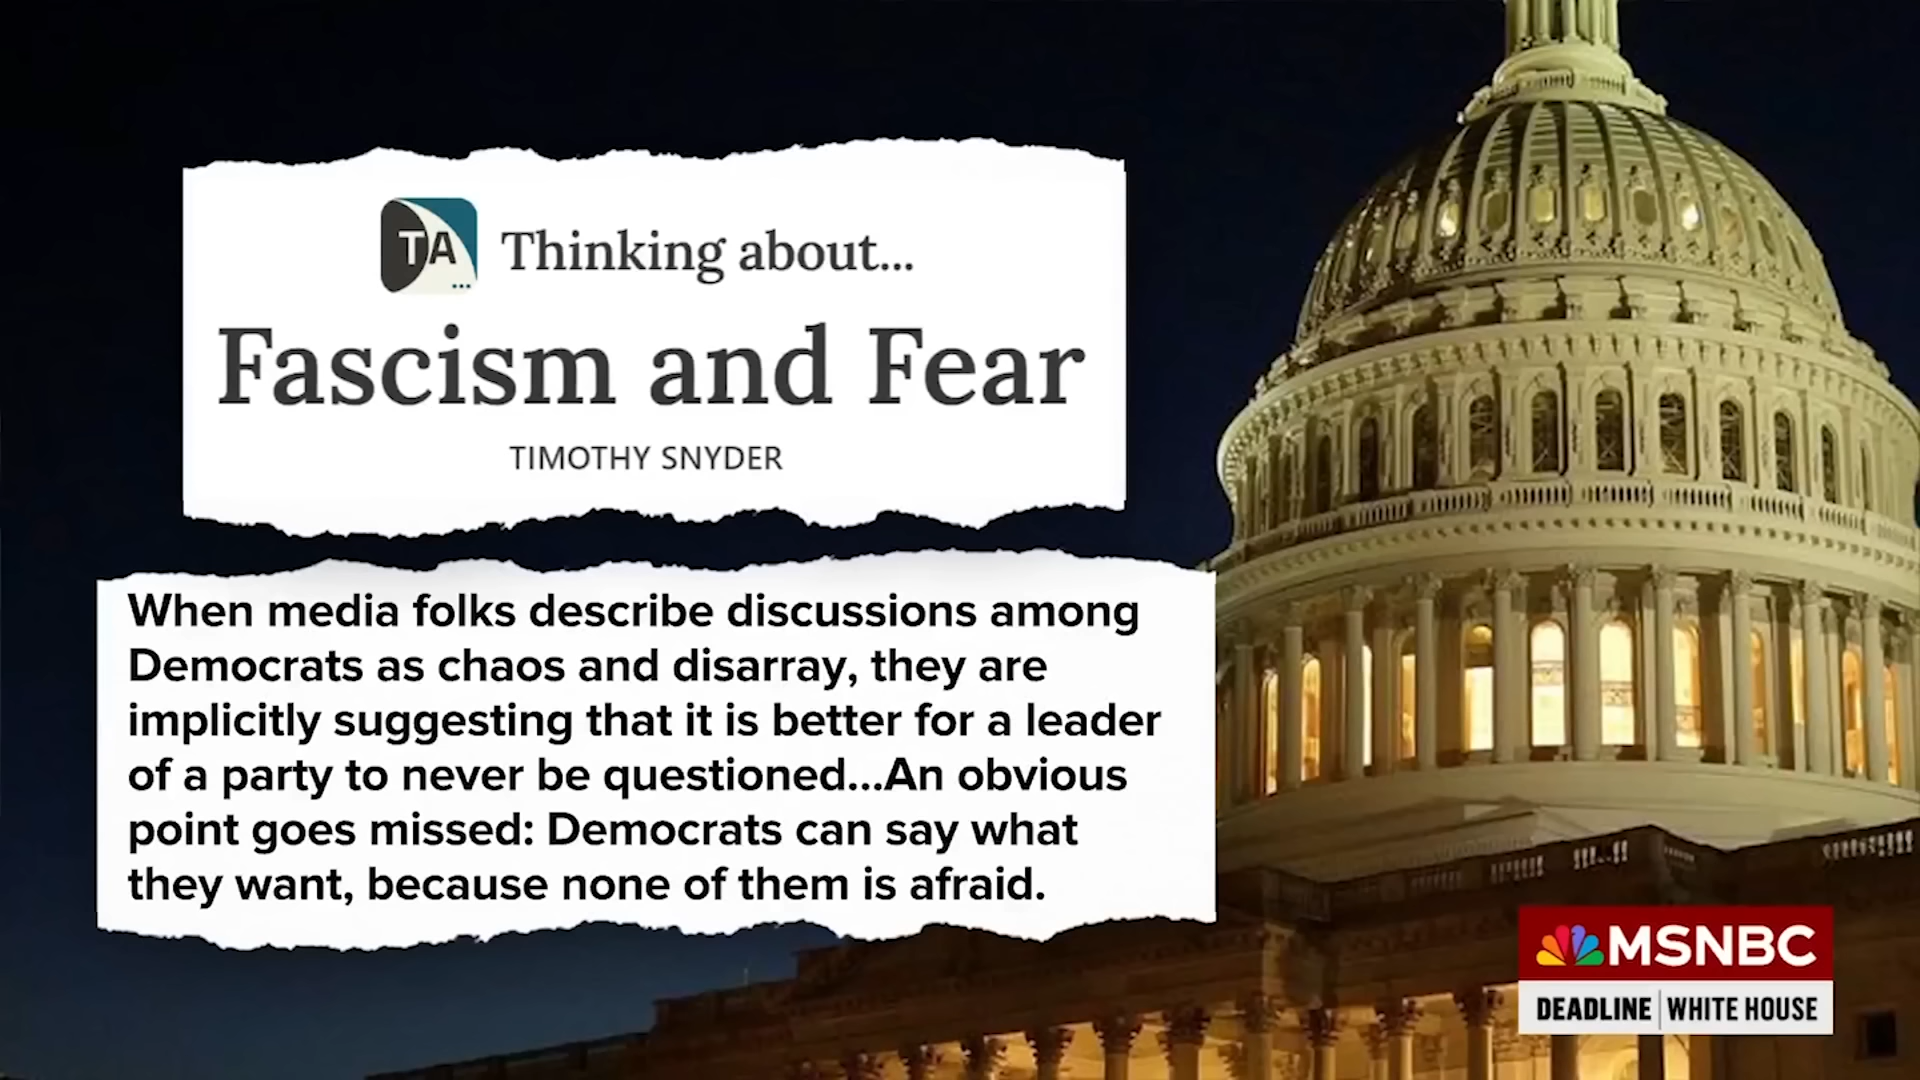 TA
Thinking about...
Fascism and Fear
TIMOTHY SNYDER
When media folks describe discussions among
Democrats as chaos and disarray, they are
implicitly suggesting that it is better for a leader
of a party to never be questioned...An obvious
point goes missed: Democrats can say what
they want, because none of them is afraid.
MSNBC
DEADLINE | WHITE HOUSE